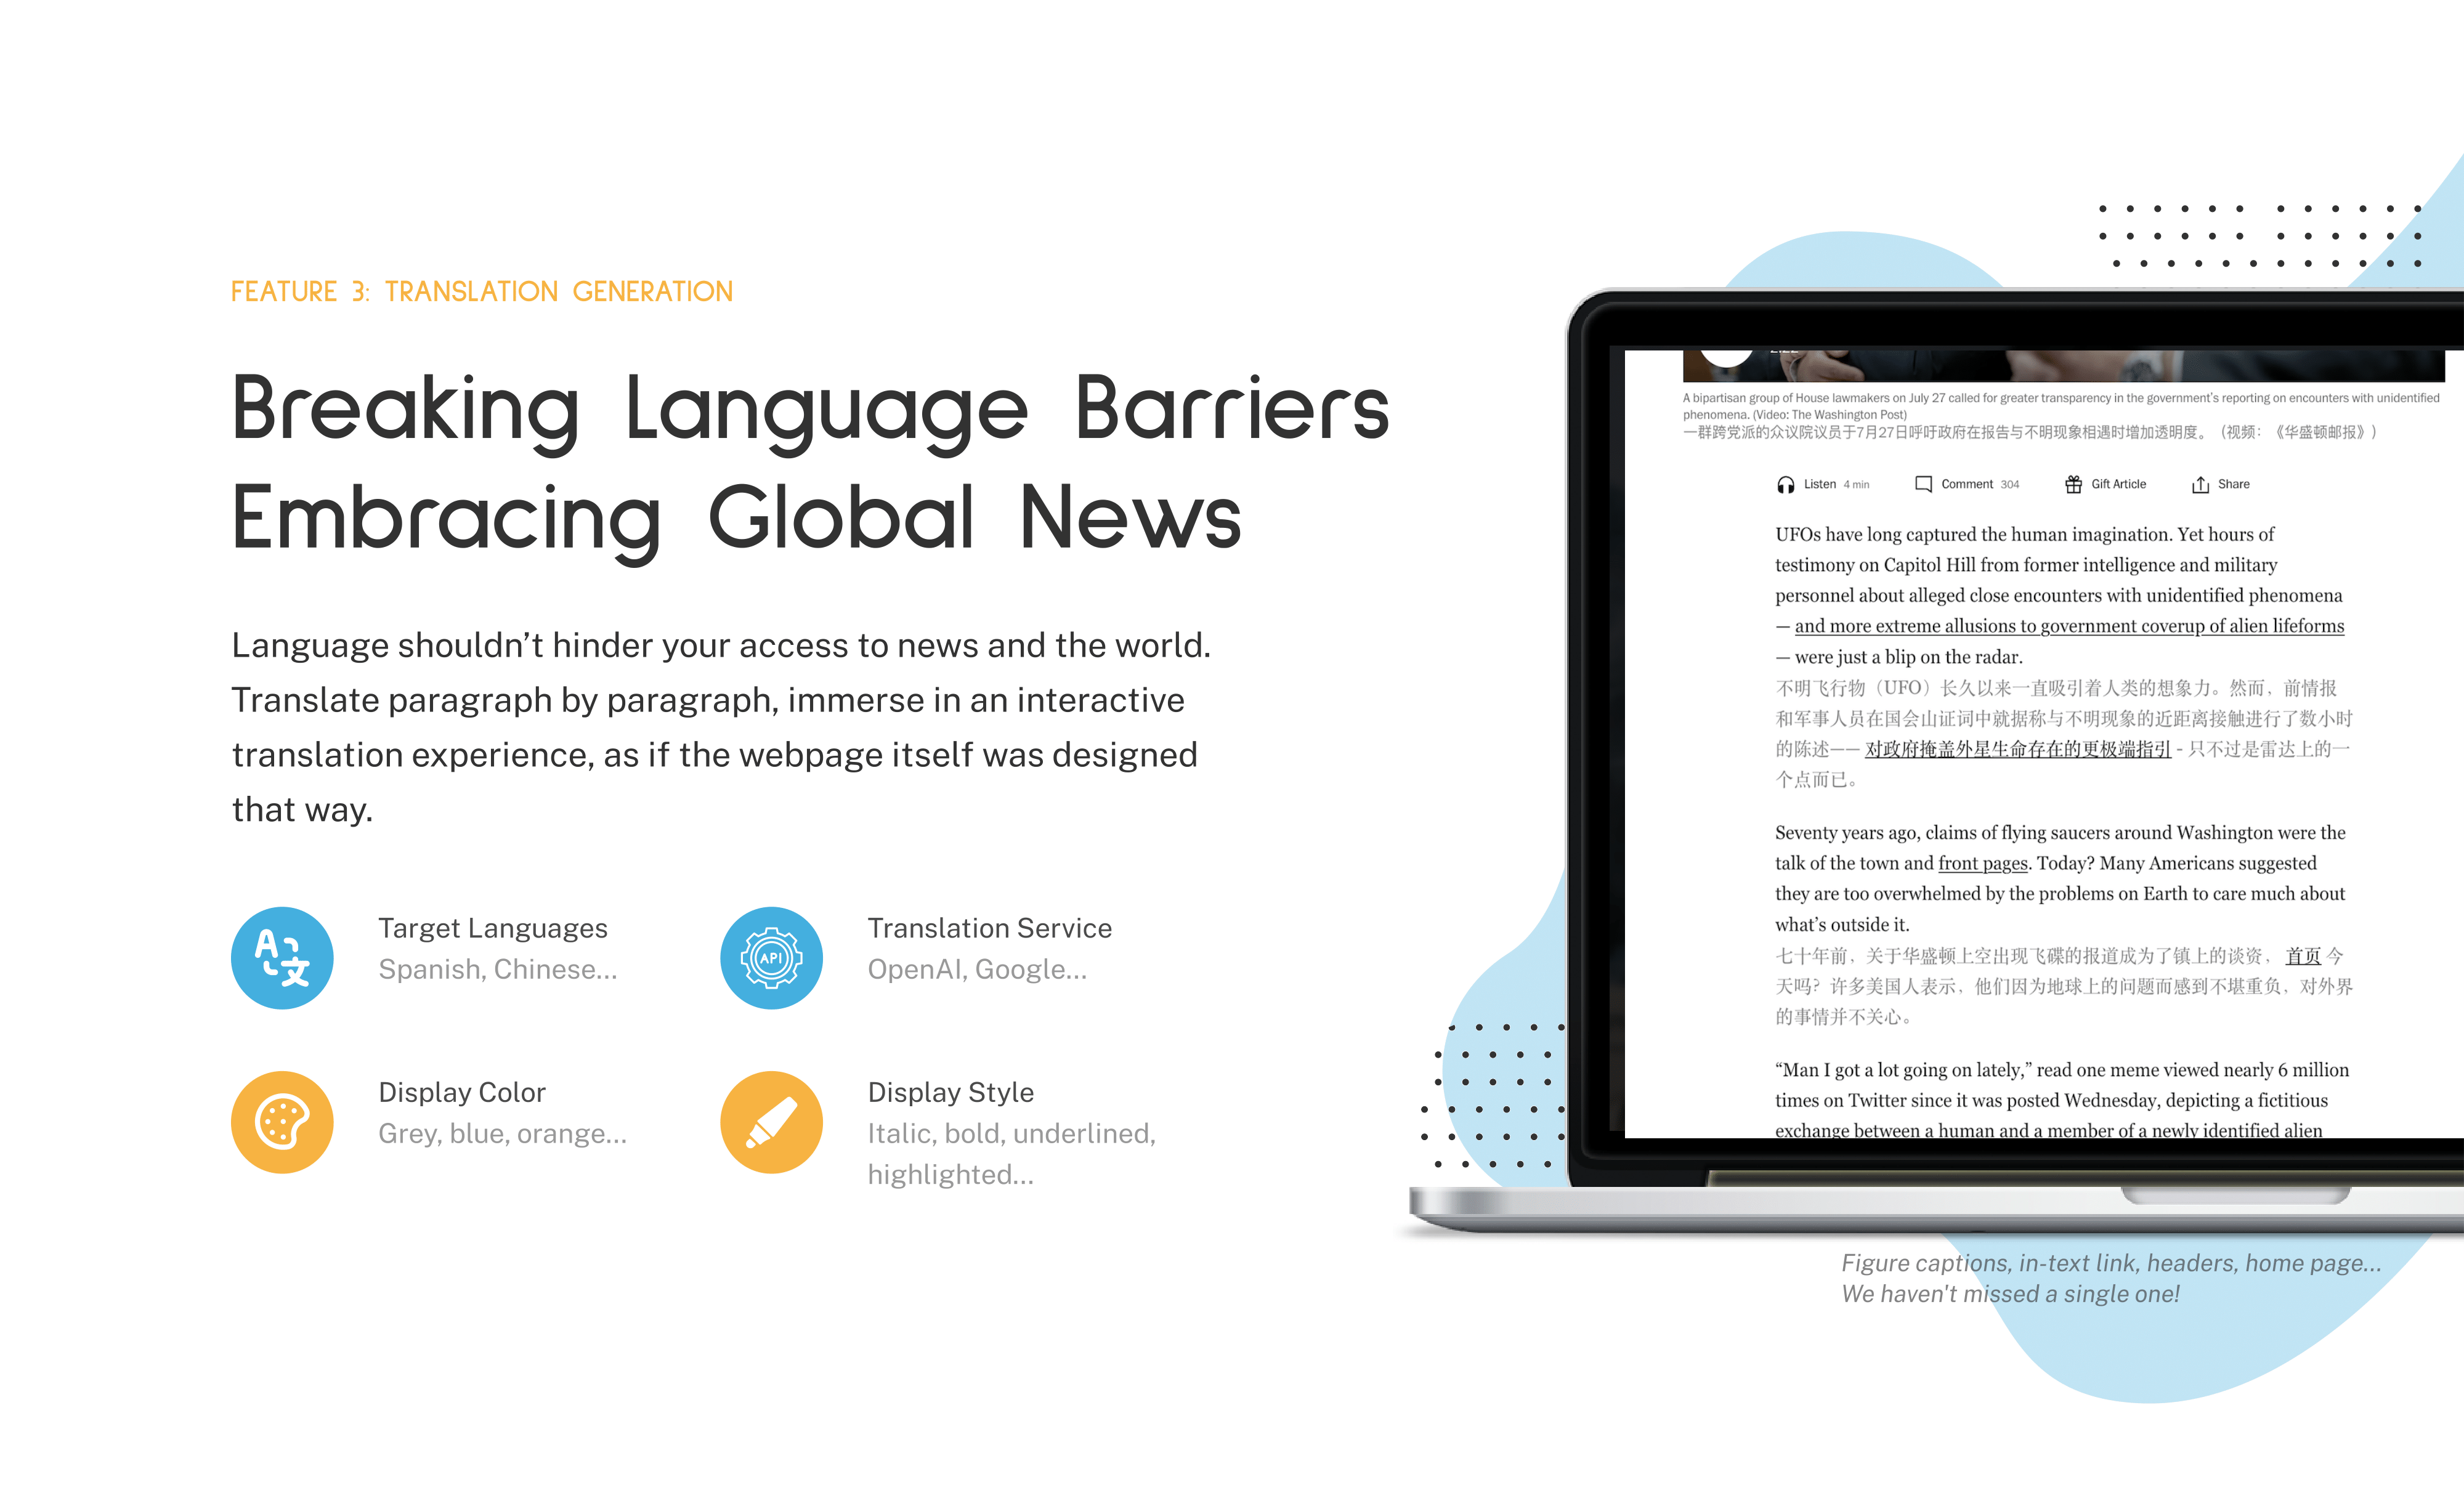 FEATURE 3: TRANSLATION GENERATION
Breaking Language Barriers
Embracing Global News
Language shouldn’t hinder your access to news and the world.
Translate paragraph by paragraph, immerse in an interactive
translation experience, as if the webpage itself was designed
that way.
Target Languages
Spanish, Chinese...
Translation Service
OpenAI, Google...
API
Display Color
Grey, blue, orange...
Display Style
Italic, bold, underlined,
highlighted...
A bipartisan group of House lawmakers on July 27 called for greater transparency in the government’s reporting on encounters with unidentified
phenomena. (Video: The Washington Post)
一群跨党派的众议院议员于7月27日呼吁政府在报告与不明现象相遇时增加透明度。（视频：《华盛顿邮报》）
Listen 4 min Comment 304 Gift Article Share
UFOs have long captured the human imagination. Yet hours of
testimony on Capitol Hill from former intelligence and military
personnel about alleged close encounters with unidentified phenomena
— and more extreme allusions to government coverup of alien lifeforms
— were just a blip on the radar.
不明飞行物（UFO）长久以来一直吸引着人类的想象力。然而，前情报
和军事人员在国会山证词中就据称与不明现象的近距离接触进行了数小时
的陈述—— 对政府掩盖外星生命存在的更极端指引 - 只不过是雷达上的一
个点而已。
Seventy years ago, claims of flying saucers around Washington were the
talk of the town and front pages. Today? Many Americans suggested
they are too overwhelmed by the problems on Earth to care much about
what’s outside it.
七十年前，关于华盛顿上空出现飞碟的报道成为了镇上的谈资， 首页 今
天吗？许多美国人表示，他们因为地球上的问题而感到不堪重负，对外界
的事情并不关心。
“Man I got a lot going on lately,” read one meme viewed nearly 6 million
times on Twitter since it was posted Wednesday, depicting a fictitious
exchange between a human and a member of a newly identified alien
Figure captions, in-text link, headers, home page...
We haven't missed a single one!